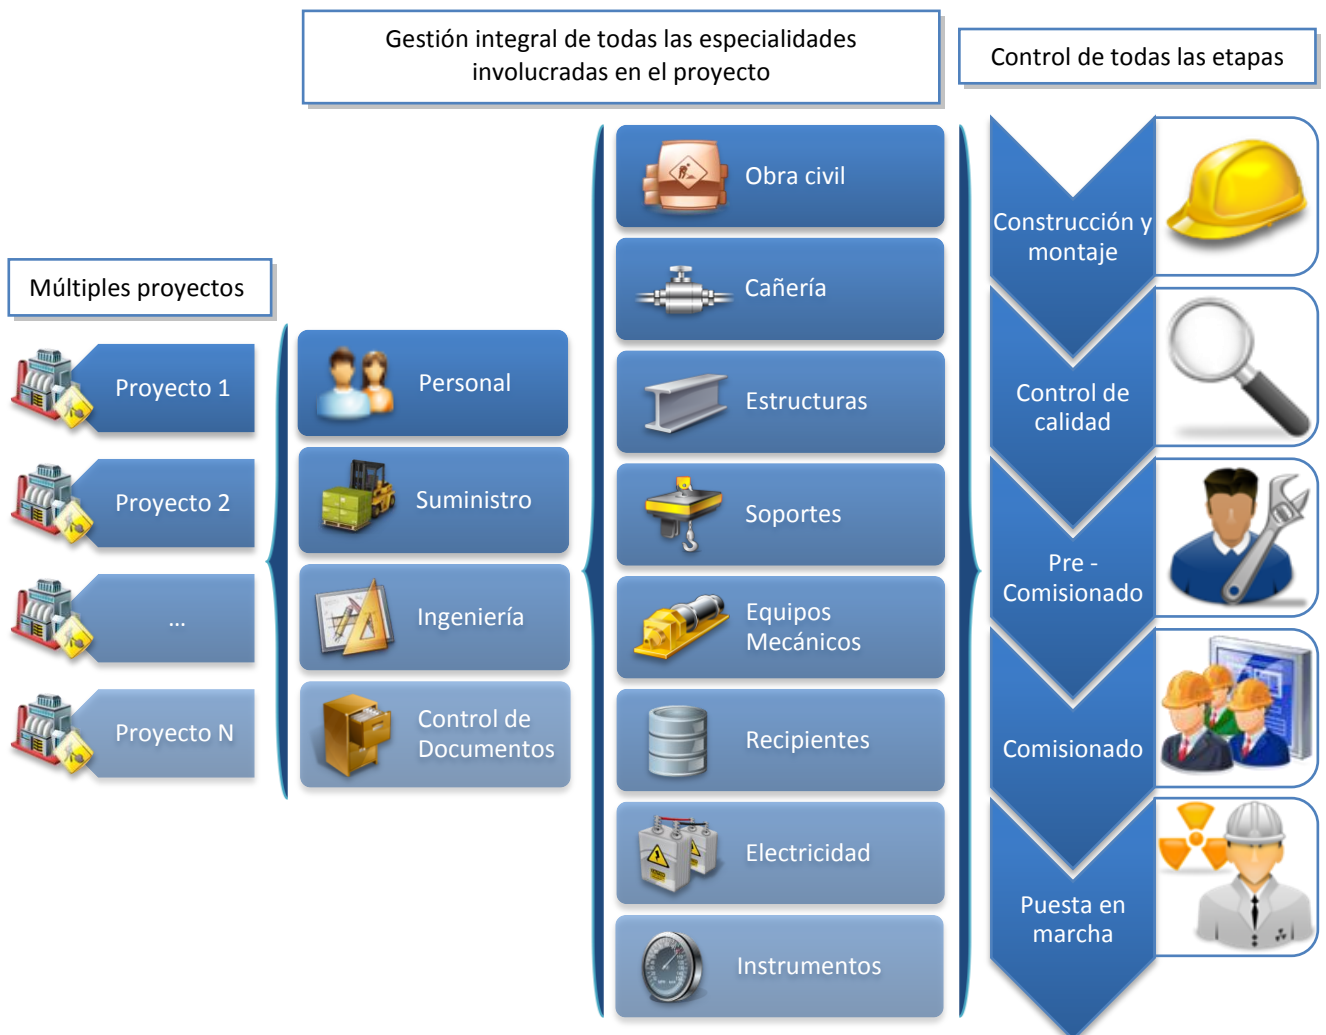 Gestión integral de todas las especialidades
involucradas en el proyecto
Control de todas las etapas
Múltiples proyectos
Proyecto 1
Proyecto 2
...
Proyecto N
Personal
Suministro
Ingeniería
Control de
Documentos
Obra civil
Cañería
Estructuras
Soportes
Equipos
Mecánicos
Recipientes
Electricidad
Instrumentos
Construcción y
montaje
Control de
calidad
Pre -
Comisionado
Comisionado
Puesta en
marcha